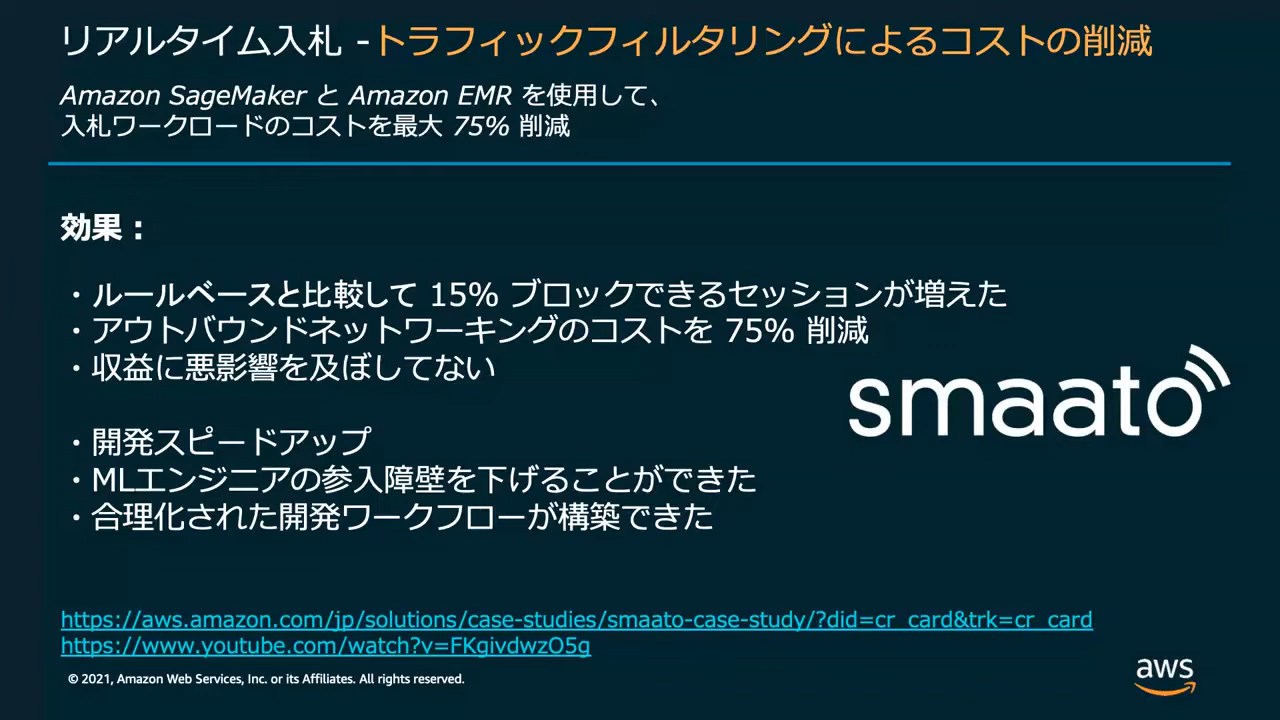 リアルタイム入札 -トラフィックフィルタリングによるコストの削減
Amazon SageMaker と Amazon EMR を使用して、
入札ワークロードのコストを最大 75% 削減
効果：
・ルールベースと比較して 15% ブロックできるセッションが増えた
・アウトバウンドネットワーキングのコストを 75% 削減
・収益に悪影響を及ぼしてない
smaato
・開発スピードアップ
・MLエンジニアの参入障壁を下げることができた
・合理化された開発ワークフローが構築できた
https://aws.amazon.com/jp/solutions/case-studies/smaato-case-study/?did=cr_card&trk=cr_card
https://www.youtube.com/watch?v=FKgivdwzO5g
© 2021, Amazon Web Services, Inc. or its Affiliates. All rights reserved.
aws